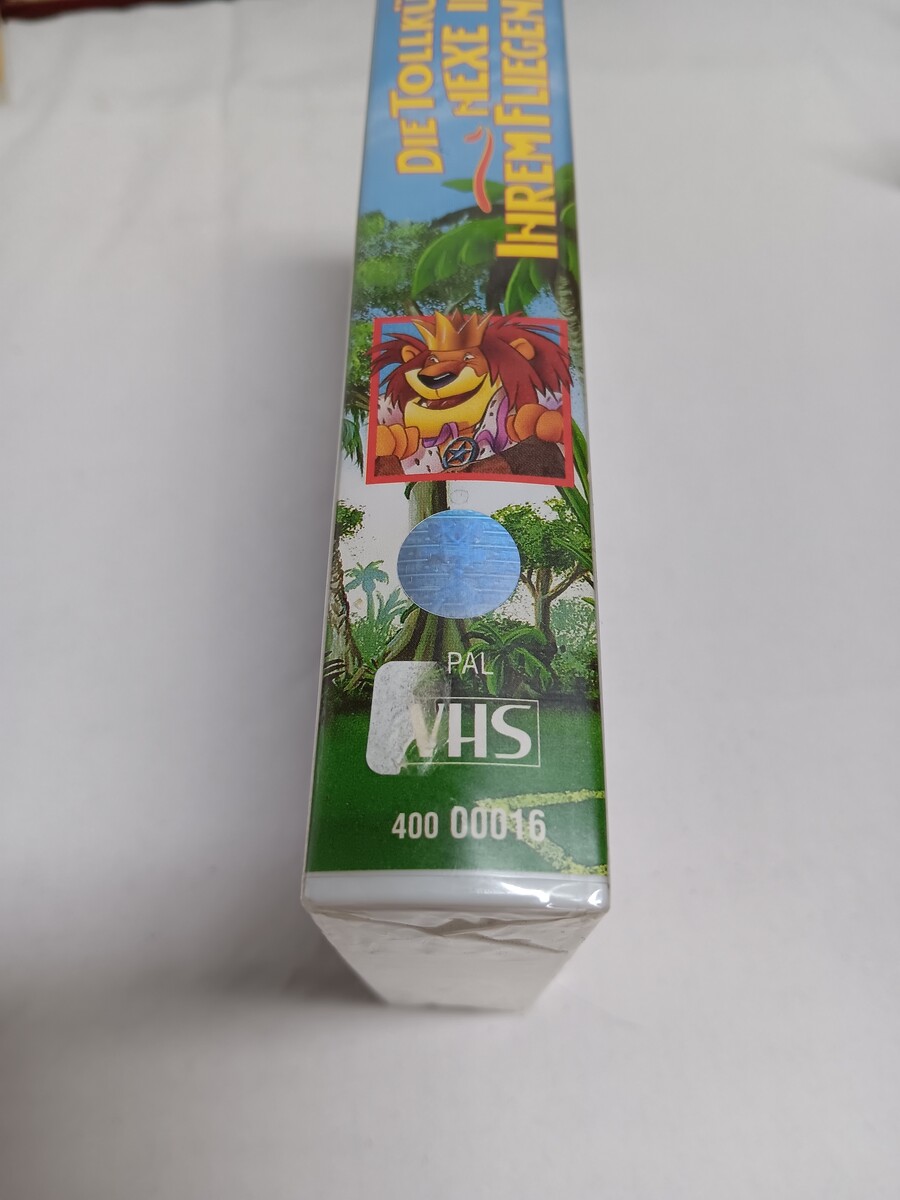 DIE TOLLKÜ
HEXE I
IHREM FLIEGEN
PAL
VHS
400 00016